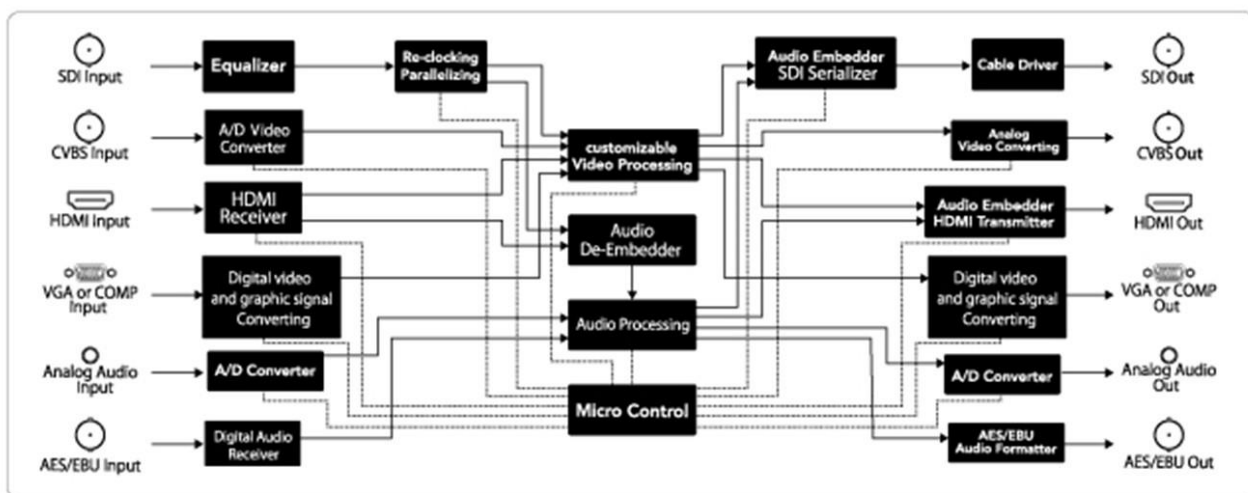 SDI Input
Equalizer
Re-clocking
Parallelizing
Audio Embedder
SDI Serializer
Cable Driver
SDI Out
CVBS Input
A/D Video
Converter
customizable
Video Processing
Analog
Video Converting
CVBS Out
HDMI Input
HDMI
Receiver
Audio
De-Embedder
Audio Embedder
HDMI Transmitter
HDMI Out
VGA or COMP
Input
Digital video
and graphic signal
Converting
Audio Processing
Digital video
and graphic signal
Converting
VGA or COMP
Out
Analog Audio
Input
A/D Converter
Micro Control
A/D Converter
Analog Audio
Out
AES/EBU Input
Digital Audio
Receiver
AES/EBU
Audio Formatter
AES/EBU Out